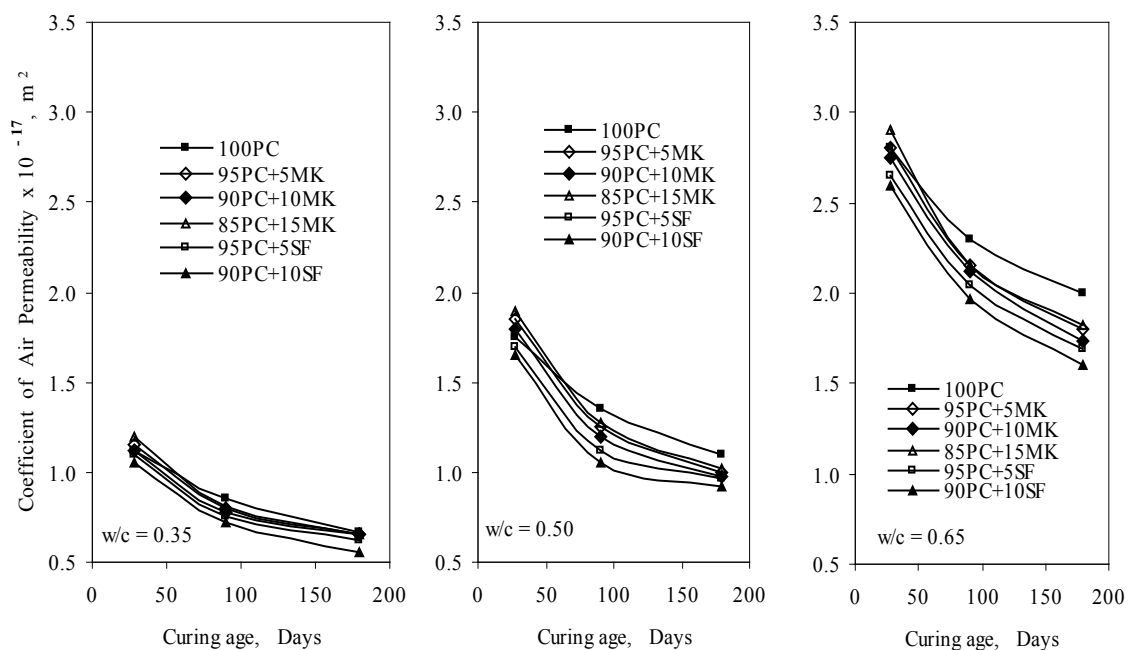 Coefficient of Air Permeability x 10 ⁻¹⁷, m ²
3.5
3.0
2.5
2.0
1.5
1.0
0.5
0
50
100
150
200
100PC
95PC+5MK
90PC+10MK
85PC+15MK
95PC+5SF
90PC+10SF
w/c = 0.35
Curing age, Days
3.5
3.0
2.5
2.0
1.5
1.0
0.5
0
50
100
150
200
100PC
95PC+5MK
90PC+10MK
85PC+15MK
95PC+5SF
90PC+10SF
w/c = 0.50
Curing age, Days
3.5
3.0
2.5
2.0
1.5
1.0
0.5
0
50
100
150
200
100PC
95PC+5MK
90PC+10MK
85PC+15MK
95PC+5SF
90PC+10SF
w/c = 0.65
Curing age, Days